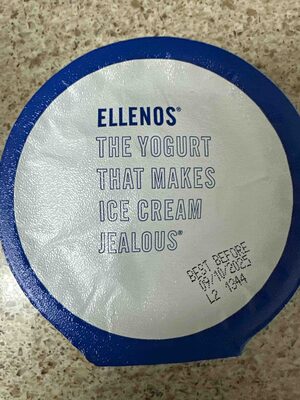 ELLENOS®
THE YOGURT
THAT MAKES
ICE CREAM
JEALOUS®
BEST BEFORE
09/10/2025
L2 1344